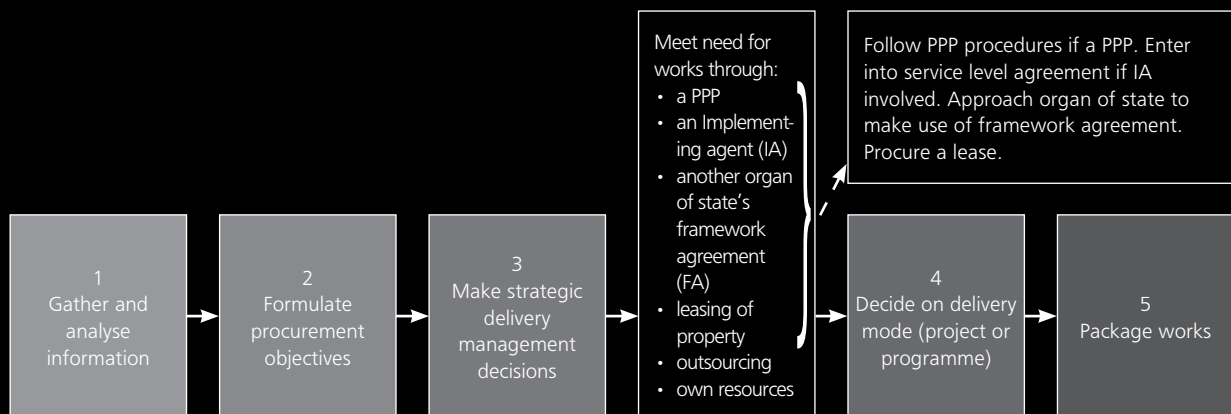 1
Gather and
analyse
information
2
Formulate
procurement
objectives
3
Make strategic
delivery
management
decisions
Meet need for
works through:
• a PPP
• an Implement-
ing agent (IA)
• another organ
of state's
framework
agreement
(FA)
• leasing of
property
• outsourcing
• own resources
Follow PPP procedures if a PPP. Enter
into service level agreement if IA
involved. Approach organ of state to
make use of framework agreement.
Procure a lease.
4
Decide on delivery
mode (project or
programme)
5
Package works